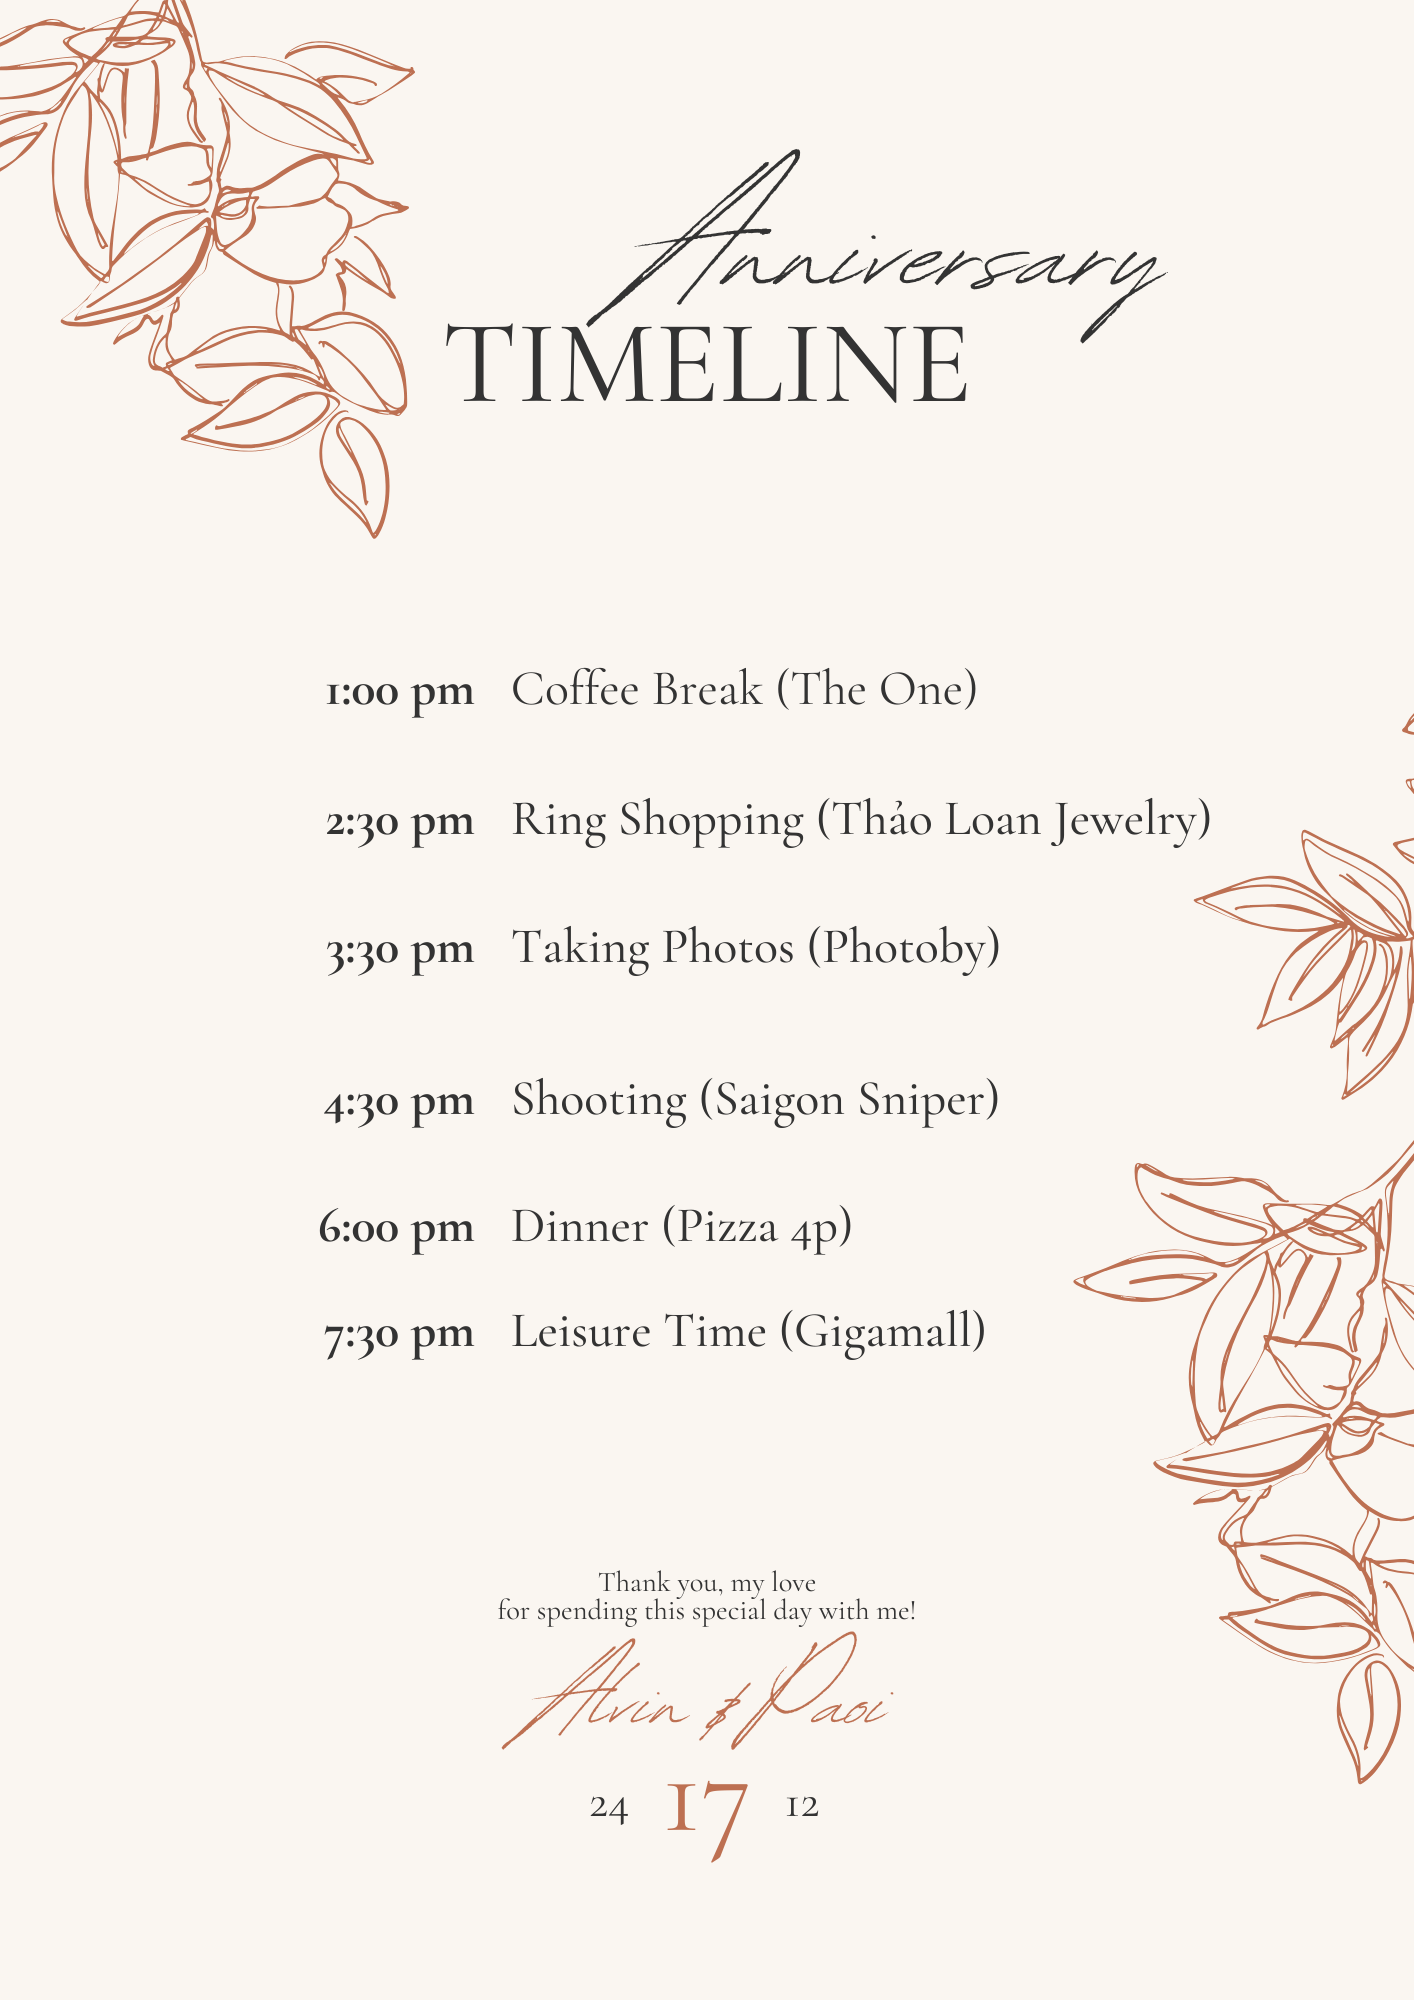 Anniversary
TIMELINE
1:00 pm Coffee Break (The One)
2:30 pm Ring Shopping (Thảo Loan Jewelry)
3:30 pm Taking Photos (Photoby)
4:30 pm Shooting (Saigon Sniper)
6:00 pm Dinner (Pizza 4p)
7:30 pm Leisure Time (Gigamall)
Thank you, my love
for spending this special day with me!
Alvin & Paoi
24 17 12